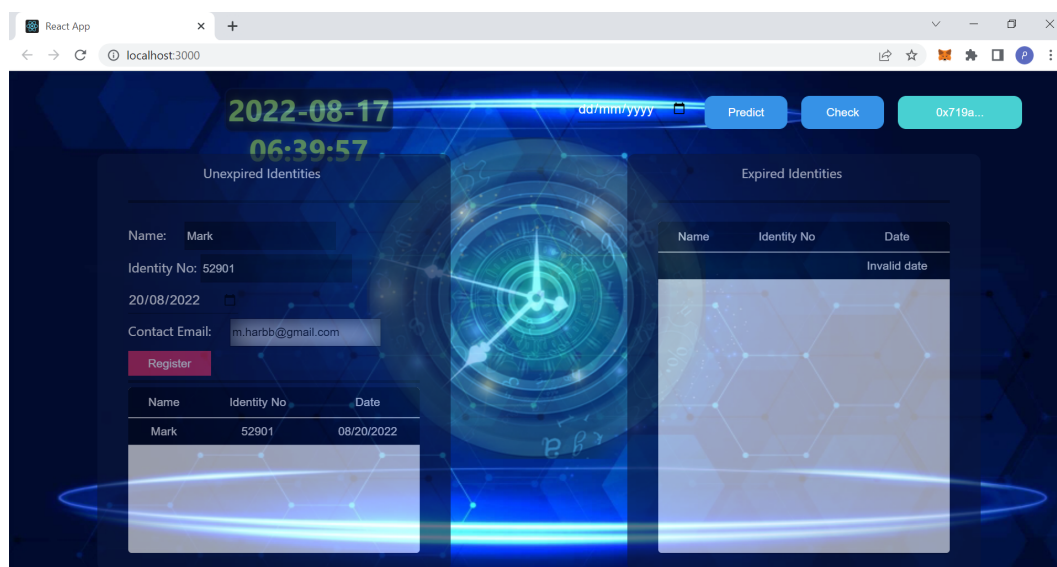 React App
localhost:3000
P
2022-08-17
06:39:57
dd/mm/yyyy
Predict
Check
0x719a...
Unexpired Identities
Name: Mark
Identity No: 52901
20/08/2022
Contact Email: m.harbb@gmail.com
Register
Name Identity No Date
Mark 52901 08/20/2022
Expired Identities
Name Identity No Date
Invalid date